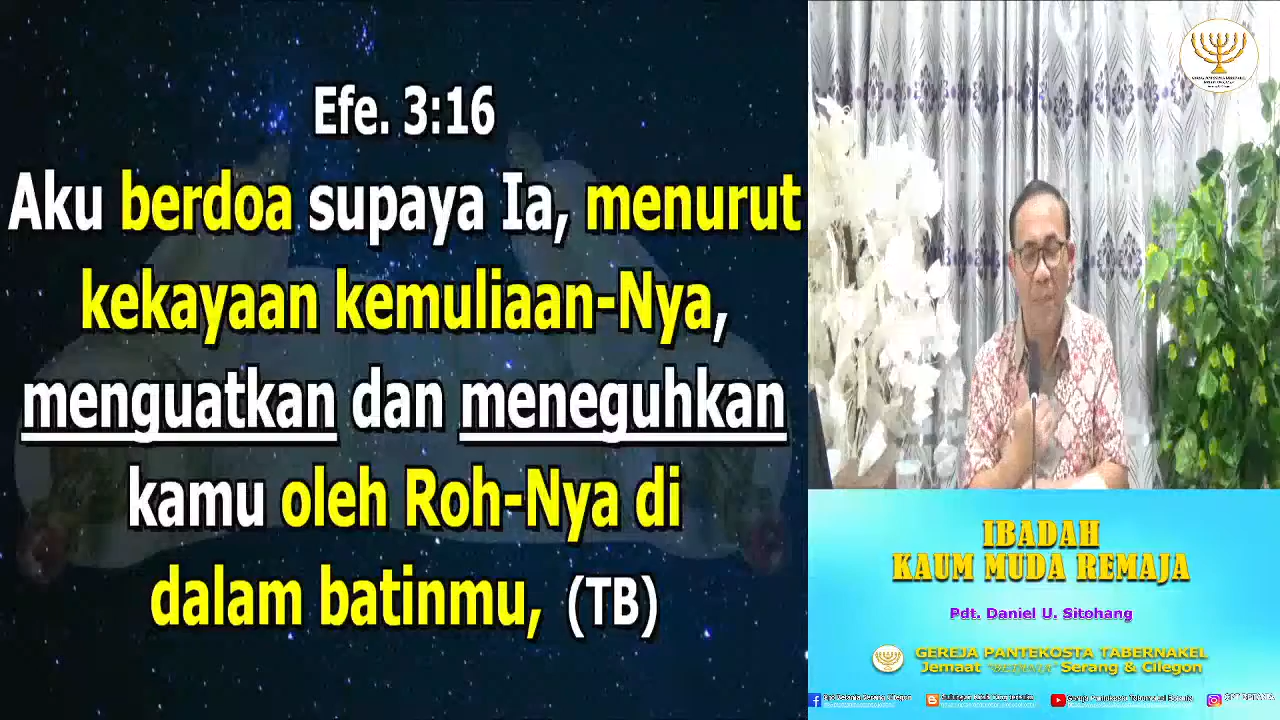 Efe. 3:16
Aku berdoa supaya Ia, menurut
kekayaan kemuliaan-Nya,
menguatkan dan meneguhkan
kamu oleh Roh-Nya di
dalam batinmu, (TB)
IBADAH
KAUM MUDA REMAJA
Pdt. Daniel U. Sitohang
GEREJA PANTEKOSTA TABERNAKEL
Jemaat "BETANIA" Serang & Cilegon